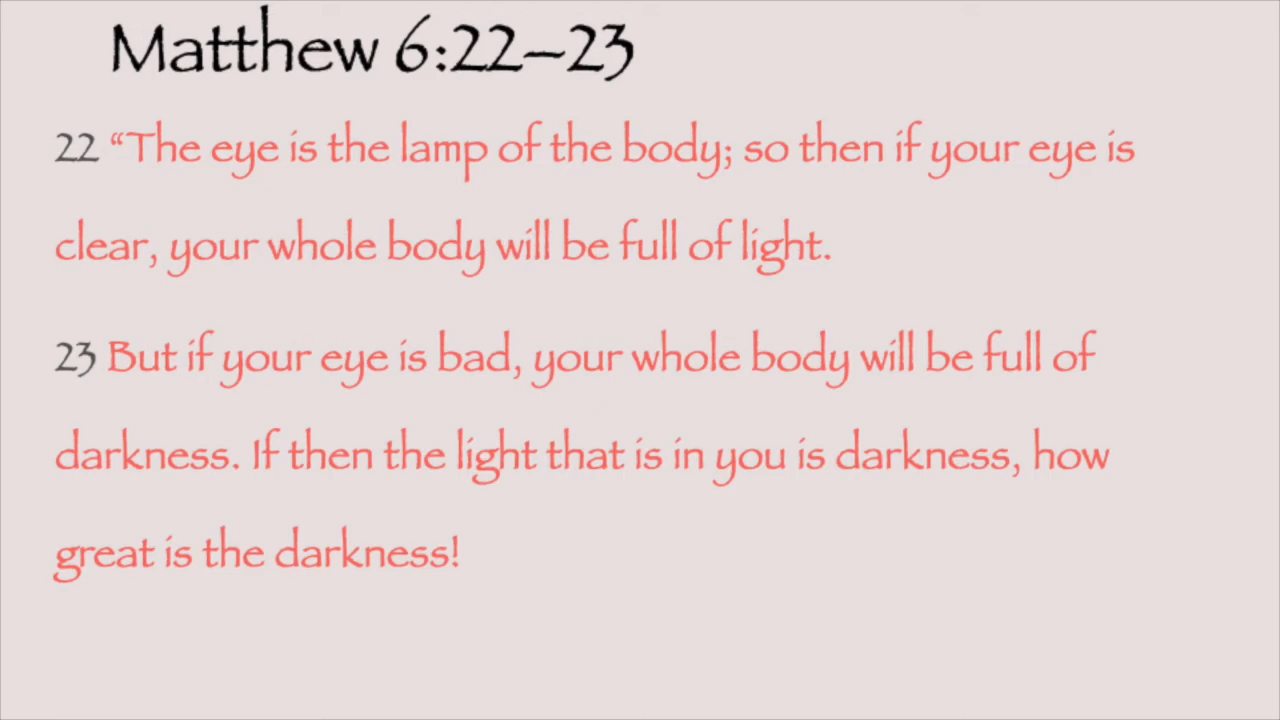 Matthew 6:22–23
22 “The eye is the lamp of the body; so then if your eye is
clear, your whole body will be full of light.
23 But if your eye is bad, your whole body will be full of
darkness. If then the light that is in you is darkness, how
great is the darkness!